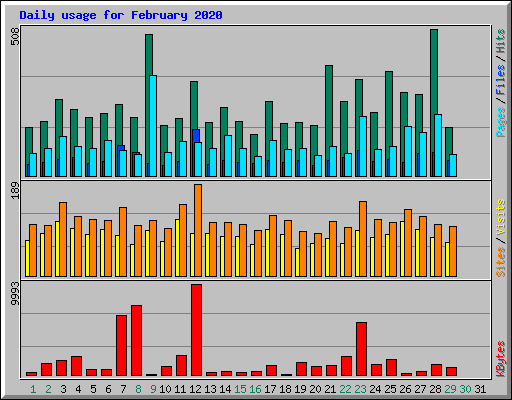 Daily usage for February 2020
508
Pages / Files / Hits
189
Sites / Visits
9993
KBytes
1 2 3 4 5 6 7 8 9 10 11 12 13 14 15 16 17 18 19 20 21 22 23 24 25 26 27 28 29 30 31